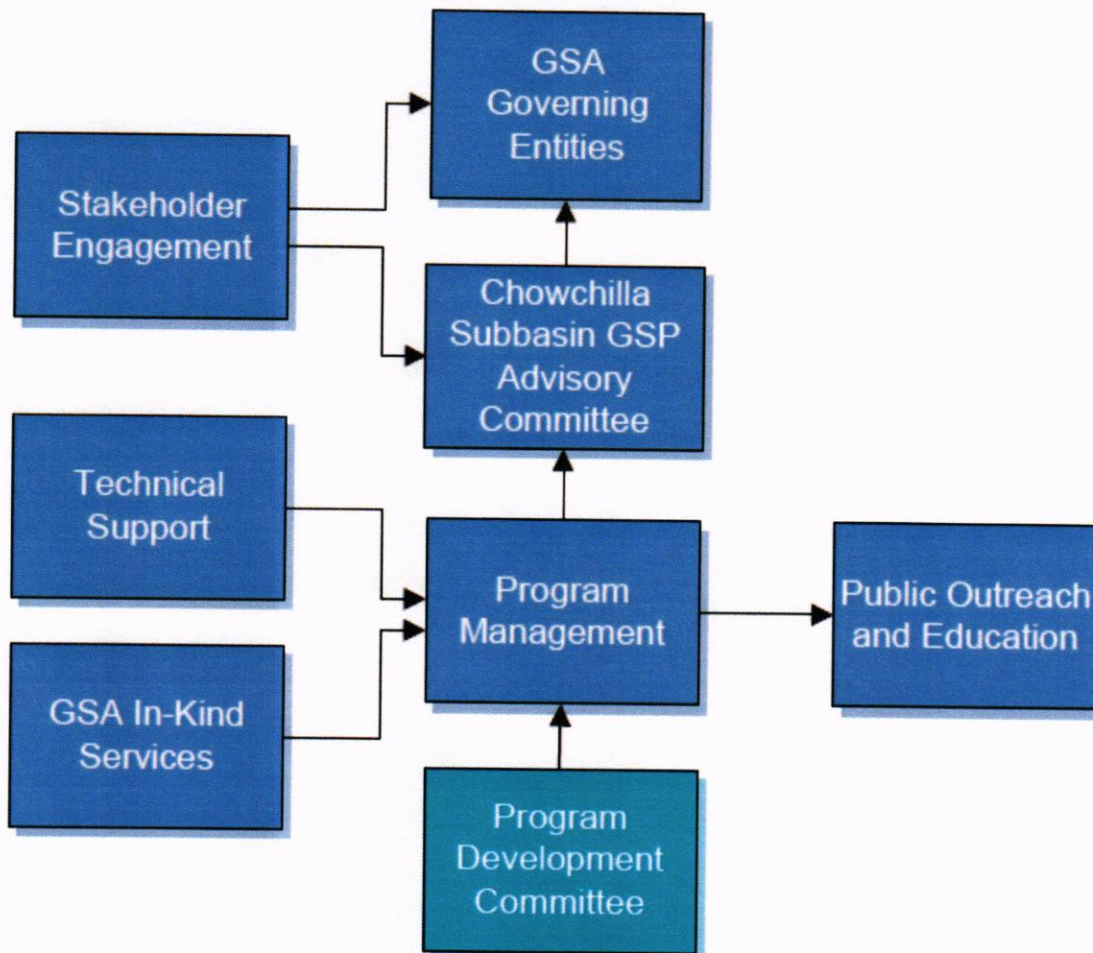 GSA
Governing
Entities
Stakeholder
Engagement
Chowchilla
Subbasin GSP
Advisory
Committee
Technical
Support
Program
Management
Public Outreach
and Education
GSA In-Kind
Services
Program
Development
Committee